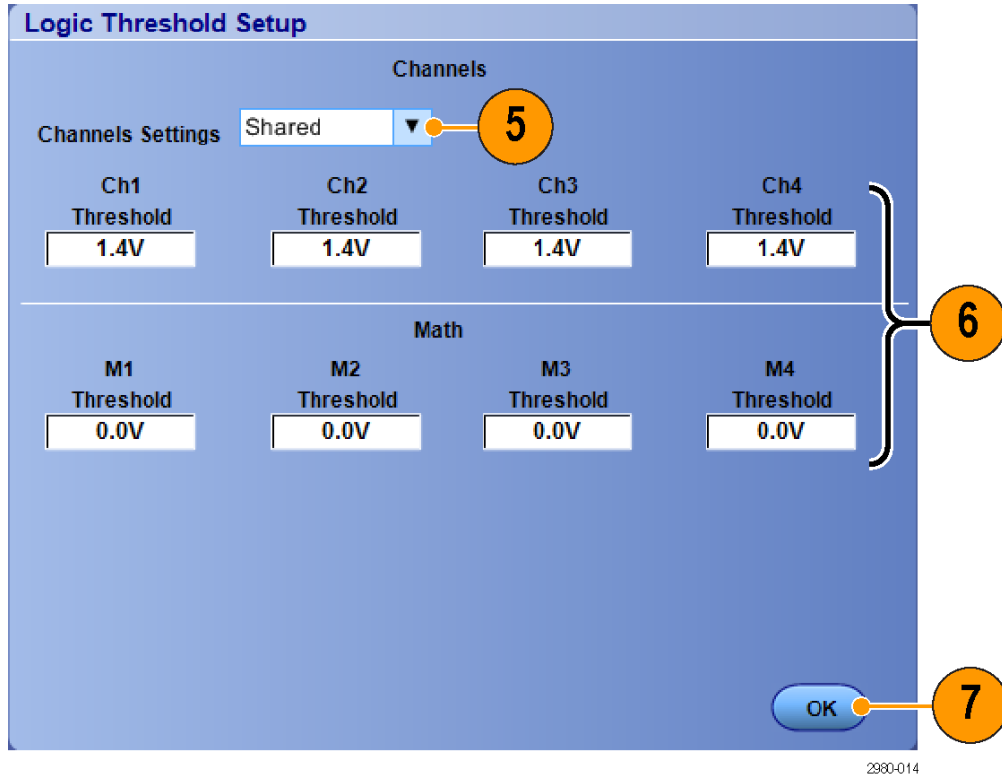 Logic Threshold Setup
Channels
Channels Settings Shared ▼ 5
Ch1 Ch2 Ch3 Ch4
Threshold Threshold Threshold Threshold
1.4V 1.4V 1.4V 1.4V
6
Math
M1 M2 M3 M4
Threshold Threshold Threshold Threshold
0.0V 0.0V 0.0V 0.0V
OK 7
2980-014